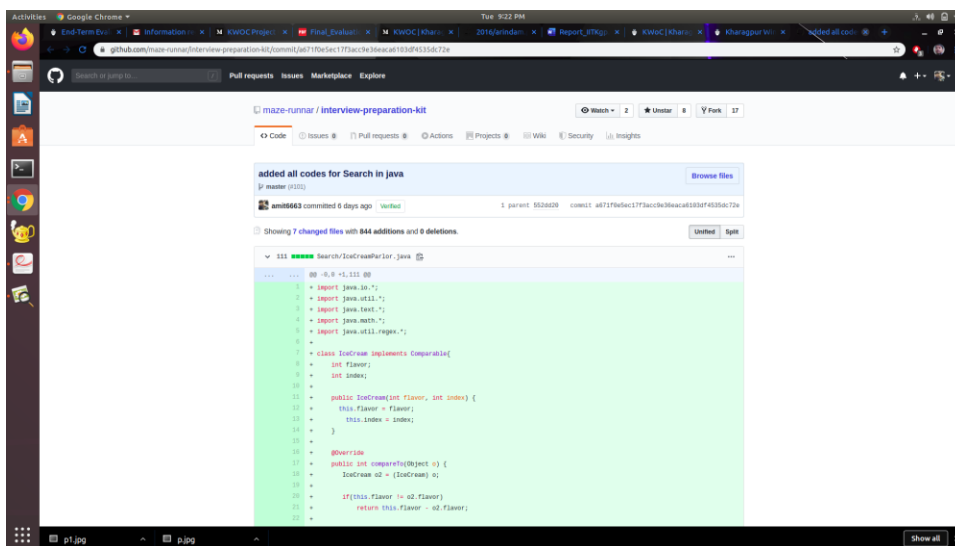 Activities Google Chrome Tue 9:22 PM
End-Term Eval Information KWOC Project Final_Evaluati KWOC | Khara 2016/arindam Report_IITKgp KWoC | Kharag Kharagpur Win added all code
github.com/maze-runnar/interview-preparation-kit/commit/a671f0e5ec17f3acc9e36eaca6103df4535dc72e
Search or jump to... Pull requests Issues Marketplace Explore
maze-runnar / interview-preparation-kit Watch 2 Unstar 8 Fork 17
Code Issues Pull requests Actions Projects Wiki Security Insights
added all codes for Search in java Browse files
master (#101)
amit6663 committed 6 days ago Verified 1 parent 552dd20 commit a671f0e5ec17f3acc9e36eaca6103df4535dc72e
Showing 7 changed files with 844 additions and 0 deletions. Unified Split
111 Search/IceCreamParlor.java ...
... ... @@ -0,0 +1,111 @@
1 + import java.io.*;
2 + import java.util.*;
3 + import java.text.*;
4 + import java.math.*;
5 + import java.util.regex.*;
6 +
7 + class IceCream implements Comparable{
8 + int flavor;
9 + int index;
10 +
11 + public IceCream(int flavor, int index) {
12 + this.flavor = flavor;
13 + this.index = index;
14 + }
15 +
16 + @Override
17 + public int compareTo(Object o) {
18 + IceCream o2 = (IceCream) o;
19 +
20 + if(this.flavor != o2.flavor)
21 + return this.flavor - o2.flavor;
22 +
p1.jpg p.jpg Show all